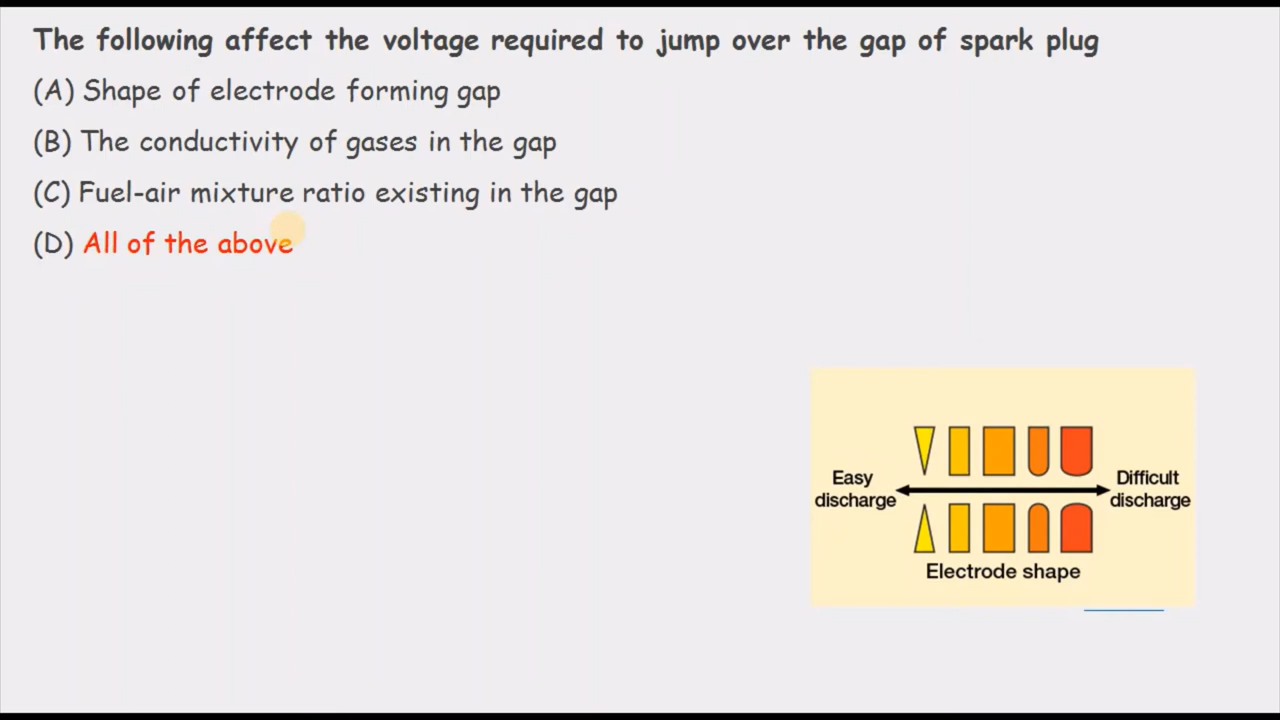 The following affect the voltage required to jump over the gap of spark plug
(A) Shape of electrode forming gap
(B) The conductivity of gases in the gap
(C) Fuel-air mixture ratio existing in the gap
(D) All of the above
Easy
discharge
Difficult
discharge
Electrode shape